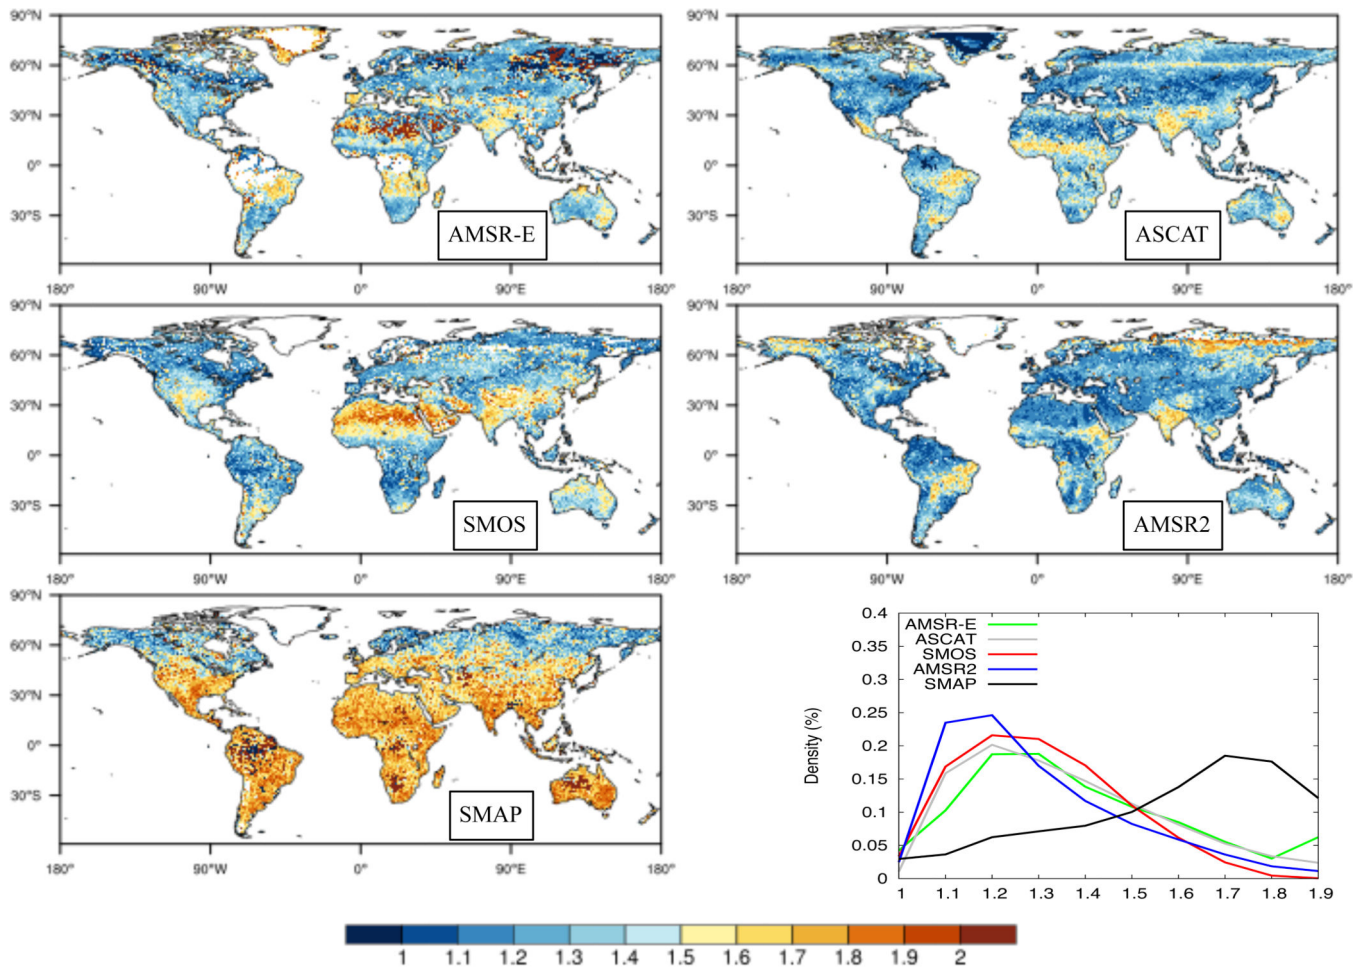 90°N
60°N
30°N
0°
30°S
AMSR-E
180° 90°W 0° 90°E 180°
90°N
60°N
30°N
0°
30°S
ASCAT
180° 90°W 0° 90°E 180°
90°N
60°N
30°N
0°
30°S
SMOS
180° 90°W 0° 90°E 180°
90°N
60°N
30°N
0°
30°S
AMSR2
180° 90°W 0° 90°E 180°
90°N
60°N
30°N
0°
30°S
SMAP
180° 90°W 0° 90°E 180°
Density (%)
0.4
0.35
0.3
0.25
0.2
0.15
0.1
0.05
0
AMSR-E
ASCAT
SMOS
AMSR2
SMAP
1 1.1 1.2 1.3 1.4 1.5 1.6 1.7 1.8 1.9
1 1.1 1.2 1.3 1.4 1.5 1.6 1.7 1.8 1.9 2